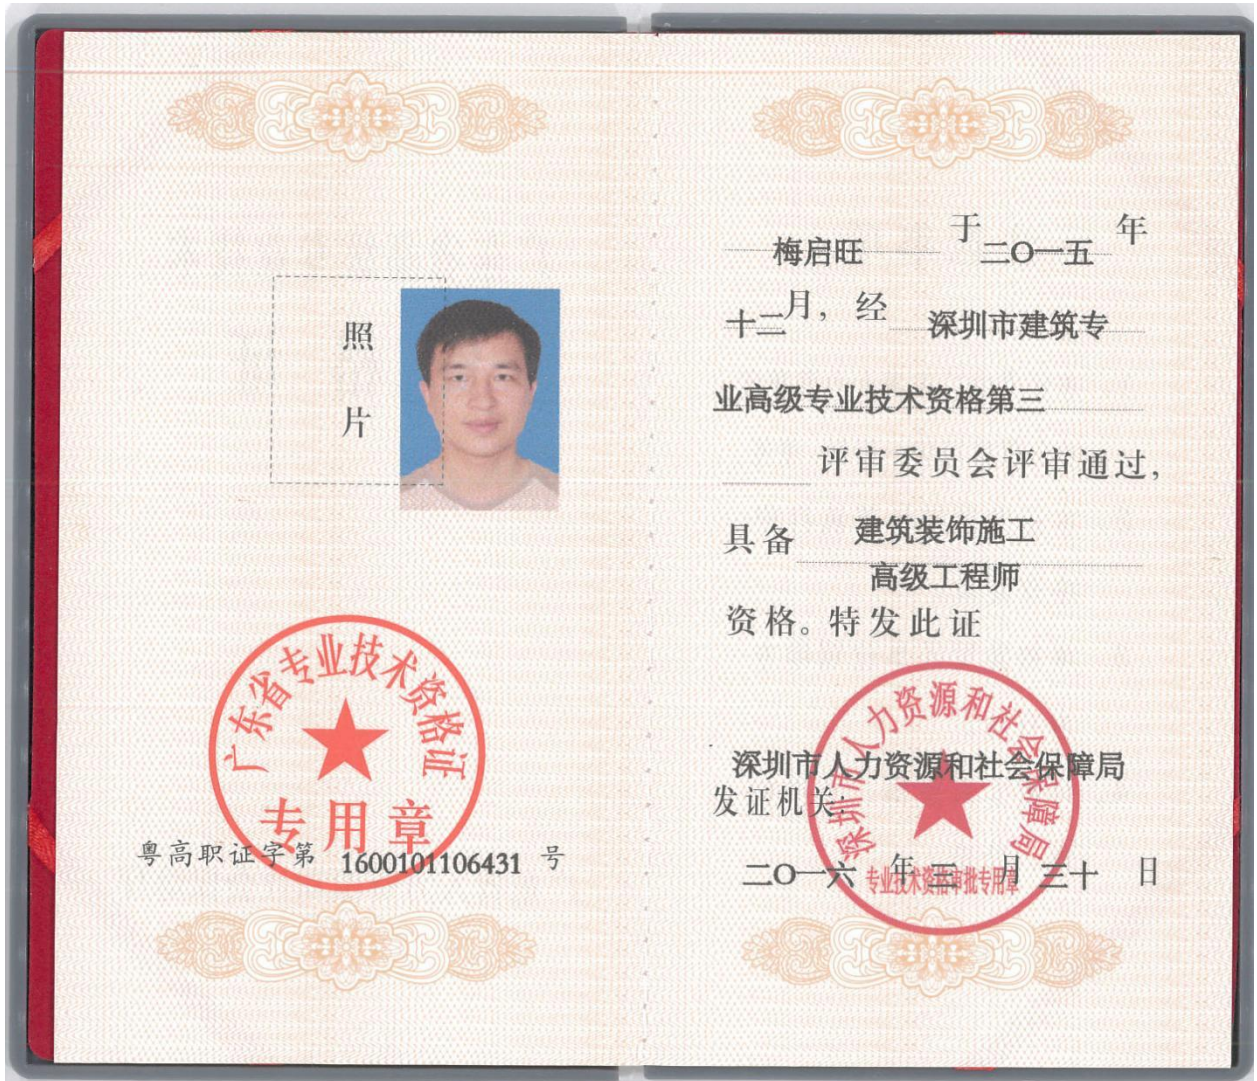 照
片
广东省专业技术资格证
专用章
粤高职证字第 1600101106431 号
梅启旺 于 二〇一五 年
十二月，经 深圳市建筑专
业高级专业技术资格第三
评审委员会评审通过，
具备 建筑装饰施工
高级工程师
资格。特发此证
深圳市人力资源和社会保障局
深圳市人力资源和社会保障局
发证机关：
二〇一六 年 三 月 三十 日
专业技术资格审批专用章